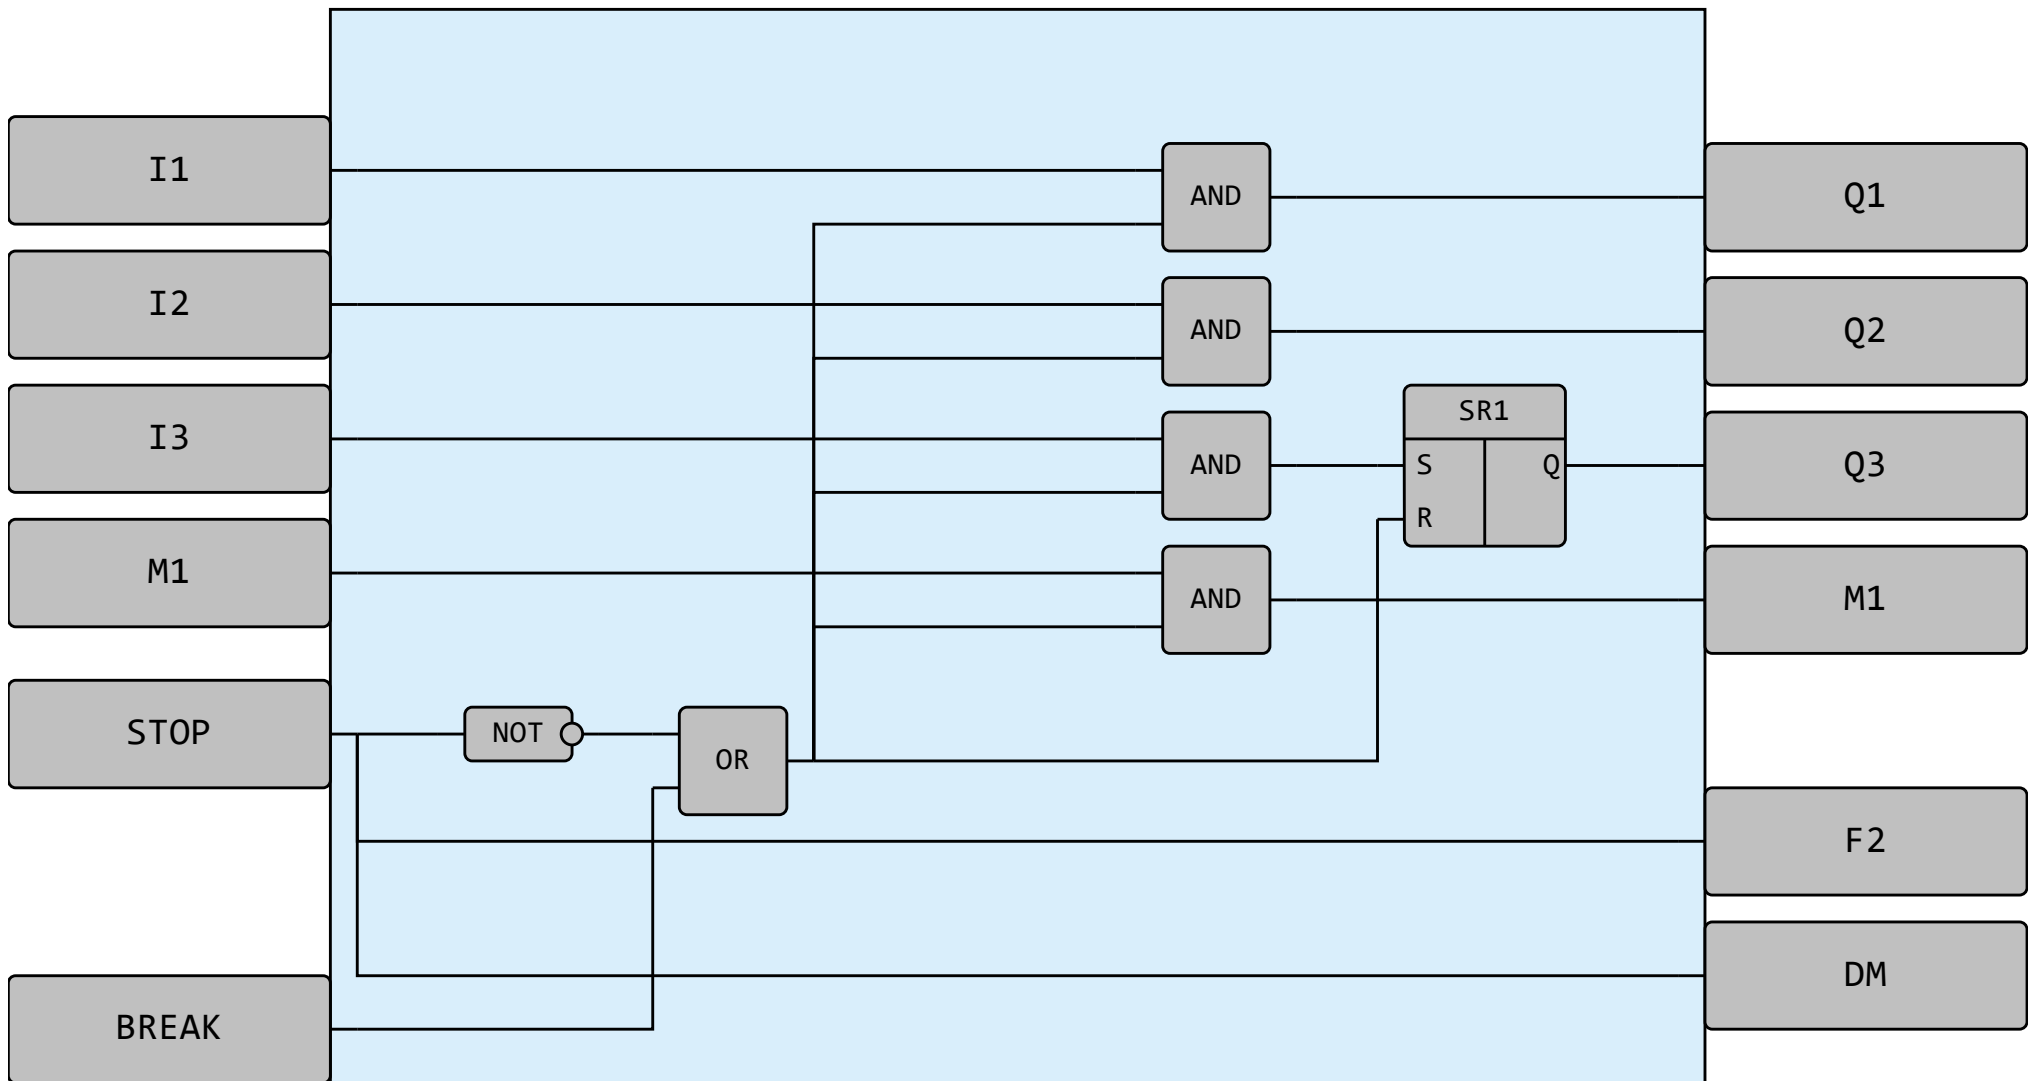 I1
AND
Q1
I2
AND
Q2
I3
AND
SR1
S
Q
R
Q3
M1
AND
M1
STOP
NOT
OR
F2
DM
BREAK